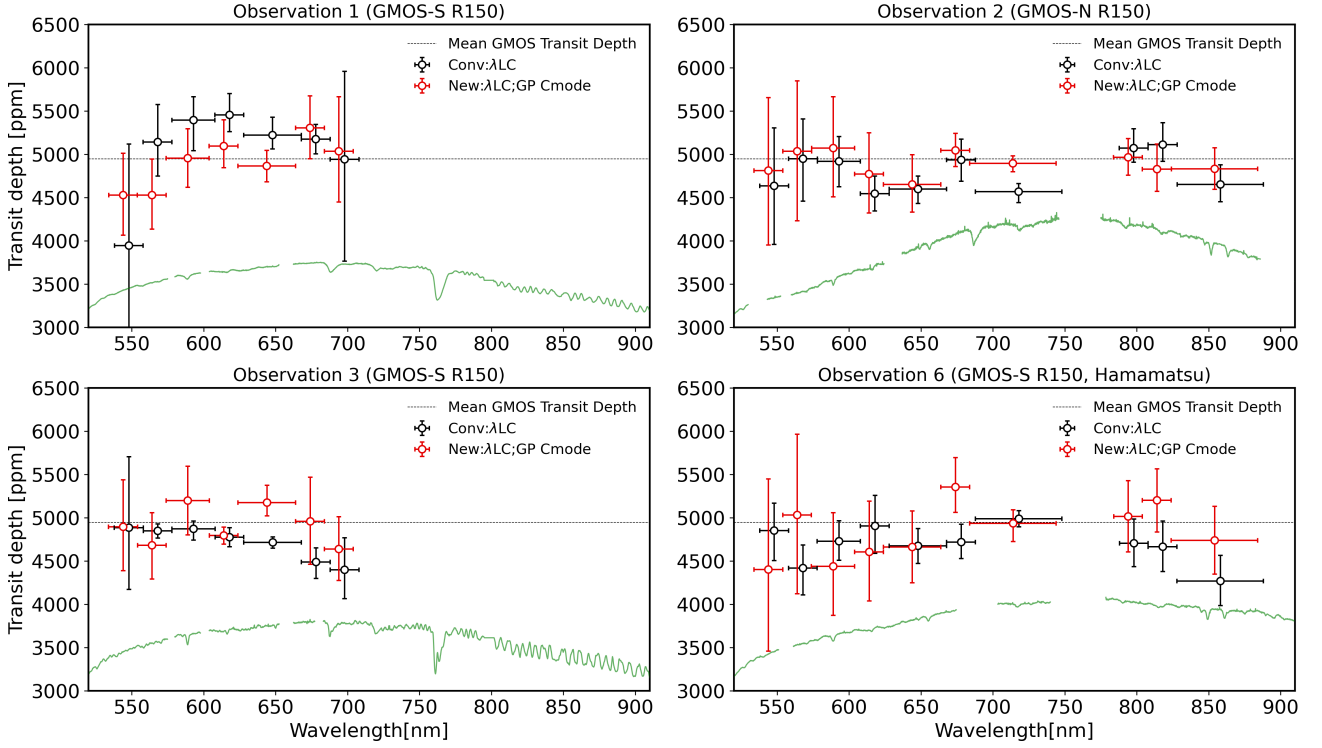 Observation 1 (GMOS-S R150)
Transit depth [ppm]
6500
6000
5500
5000
4500
4000
3500
3000
Mean GMOS Transit Depth
Conv:λLC
New:λLC;GP Cmode
550 600 650 700 750 800 850 900
Observation 2 (GMOS-N R150)
6500
6000
5500
5000
4500
4000
3500
3000
Mean GMOS Transit Depth
Conv:λLC
New:λLC;GP Cmode
550 600 650 700 750 800 850 900
Observation 3 (GMOS-S R150)
Transit depth [ppm]
6500
6000
5500
5000
4500
4000
3500
3000
Mean GMOS Transit Depth
Conv:λLC
New:λLC;GP Cmode
550 600 650 700 750 800 850 900
Wavelength[nm]
Observation 6 (GMOS-S R150, Hamamatsu)
6500
6000
5500
5000
4500
4000
3500
3000
Mean GMOS Transit Depth
Conv:λLC
New:λLC;GP Cmode
550 600 650 700 750 800 850 900
Wavelength[nm]